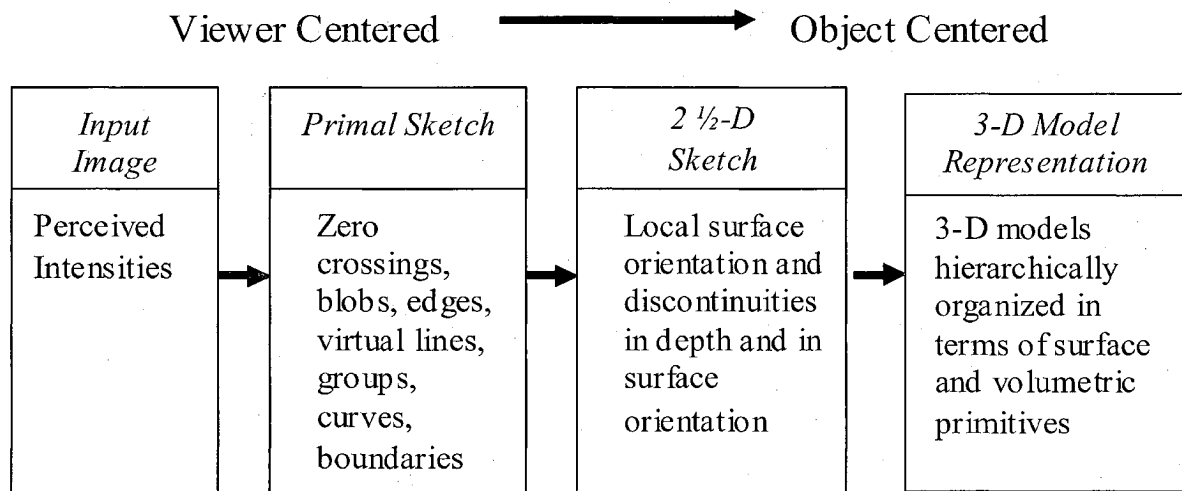 Viewer Centered
Object Centered
Input
Image
Perceived
Intensities
Primal Sketch
Zero
crossings,
blobs, edges,
virtual lines,
groups,
curves,
boundaries
2 ½-D
Sketch
Local surface
orientation and
discontinuities
in depth and in
surface
orientation
3-D Model
Representation
3-D models
hierarchically
organized in
terms of surface
and volumetric
primitives